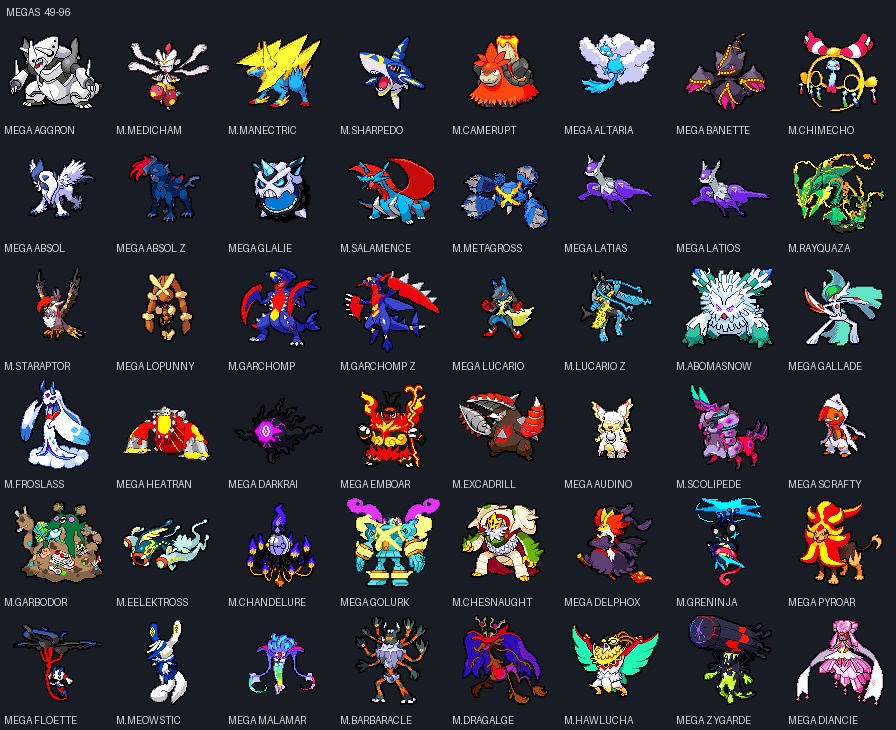 MEGAS 49-96
MEGA AGGRON M.MEDICHAM M.MANECTRIC M.SHARPEDO M.CAMERUPT MEGA ALTARIA MEGA BANETTE M.CHIMECHO
MEGA ABSOL MEGA ABSOL Z MEGA GLALIE M.SALAMENCE M.METAGROSS MEGA LATIAS MEGA LATIOS M.RAYQUAZA
M.STARAPTOR MEGA LOPUNNY M.GARCHOMP M.GARCHOMP Z MEGA LUCARIO M.LUCARIO Z M.ABOMASNOW MEGA GALLADE
M.FROSLASS MEGA HEATRAN MEGA DARKRAI MEGA EMBOAR M.EXCADRILL MEGA AUDINO M.SCOLIPEDE MEGA SCRAFTY
M.GARBODOR M.EELEKTROSS M.CHANDELURE MEGA GOLURK M.CHESNAUGHT MEGA DELPHOX M.GRENINJA MEGA PYROAR
MEGA FLOETTE M.MEOWSTIC MEGA MALAMAR M.BARBARACLE M.DRAGALGE M.HAWLUCHA MEGA ZYGARDE MEGA DIANCIE